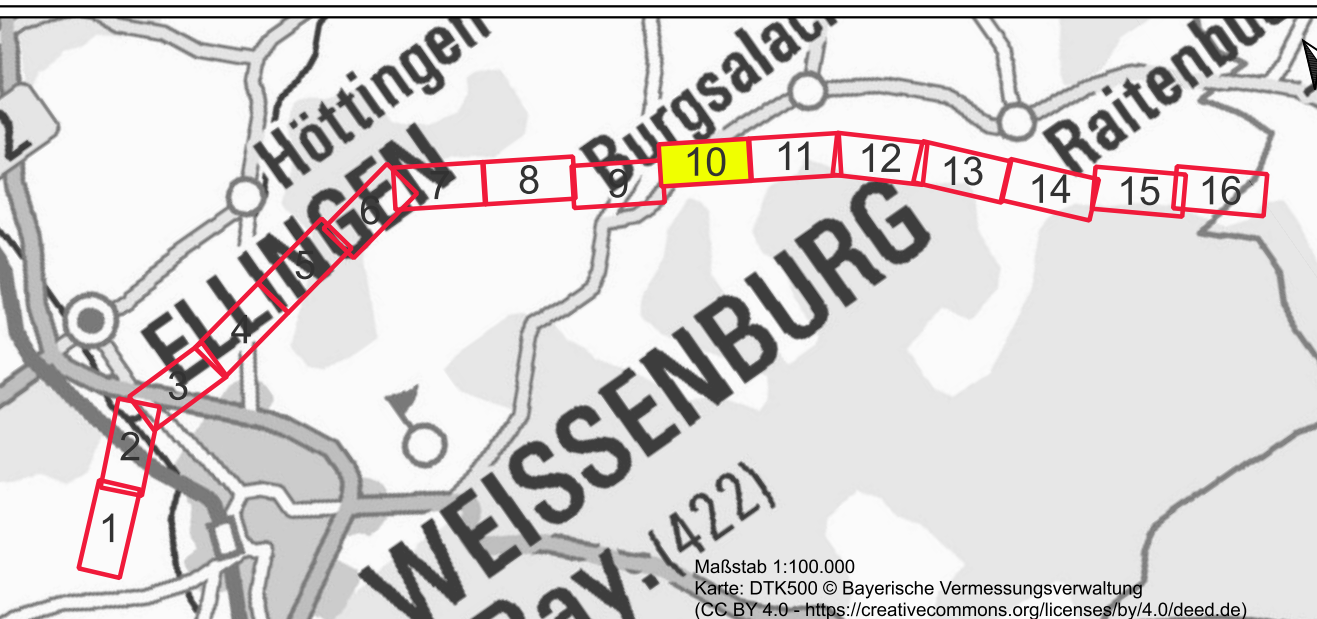 Höttingen
Burgsalach
Raitenbu
2
ELLINGEN
WEISSENBURG
Bay. (422)
1
2
3
4
5
6
7
8
9
10
11
12
13
14
15
16
Maßstab 1:100.000
Karte: DTK500 © Bayerische Vermessungsverwaltung
(CC BY 4.0 - https://creativecommons.org/licenses/by/4.0/deed.de)